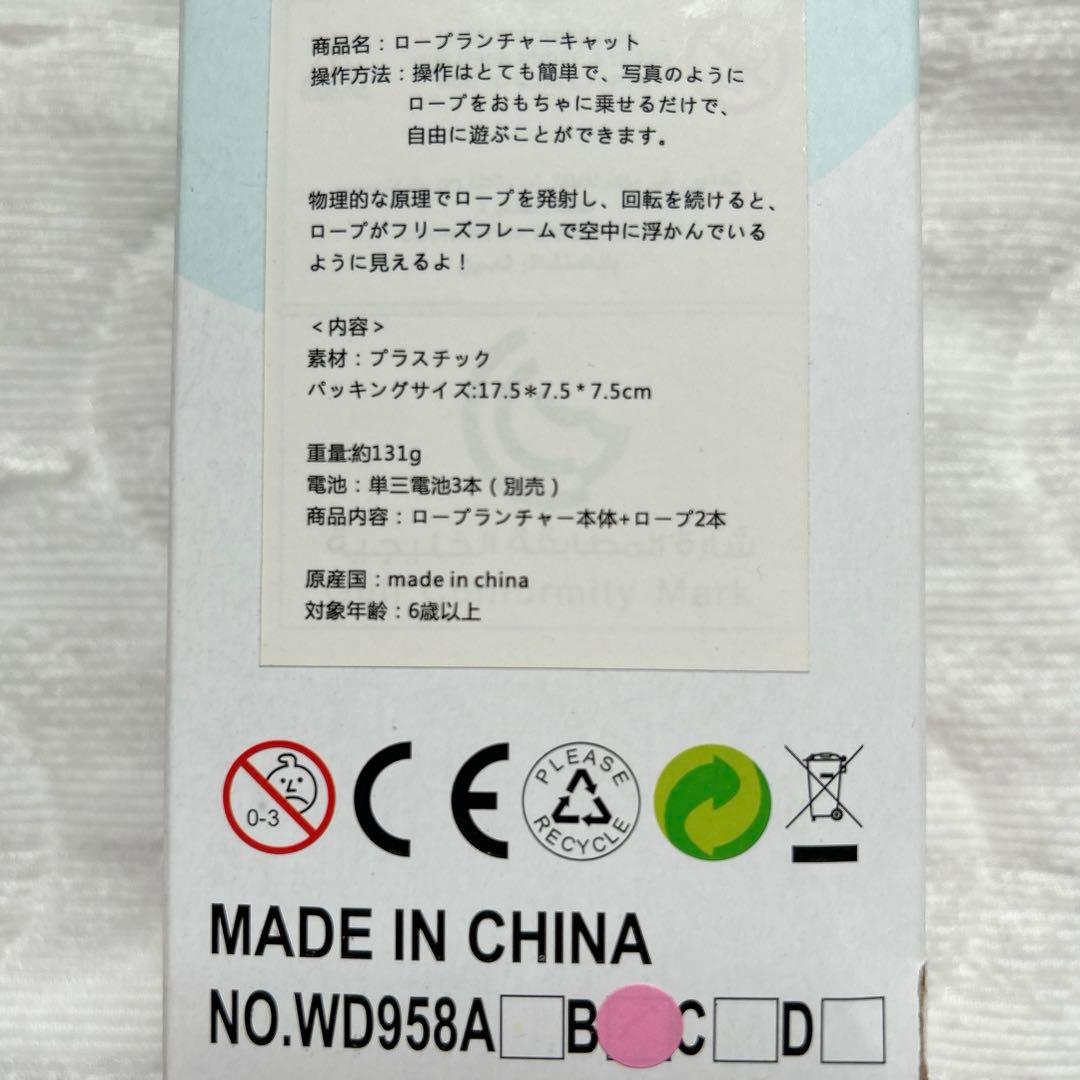 商品名：ロープランチャーキャット
操作方法：操作はとても簡単で、写真のように
ロープをおもちゃに乗せるだけで、
自由に遊ぶことができます。
物理的な原理でロープを発射し、回転を続けると、
ロープがフリーズフレームで空中に浮かんでいる
ように見えるよ！
＜内容＞
素材：プラスチック
パッキングサイズ:17.5＊7.5＊7.5cm
重量:約131g
電池：単三電池3本（別売）
商品内容：ロープランチャー本体+ロープ2本
原産国：made in china
対象年齢：6歳以上
0-3
CE
PLEASE
RECYCLE
MADE IN CHINA
NO.WD958A B C D